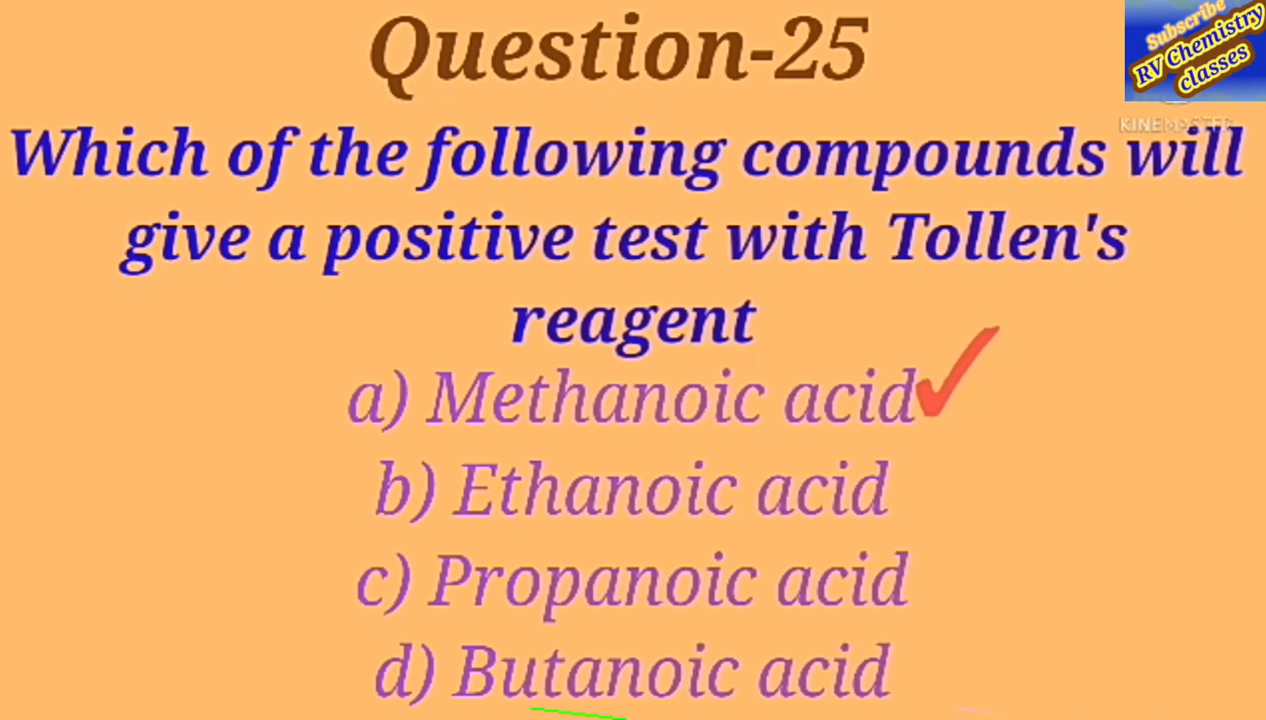 Question-25
Subscribe
RV Chemistry
classes
KINEMASTER
Which of the following compounds will
give a positive test with Tollen's
reagent
a) Methanoic acid
b) Ethanoic acid
c) Propanoic acid
d) Butanoic acid